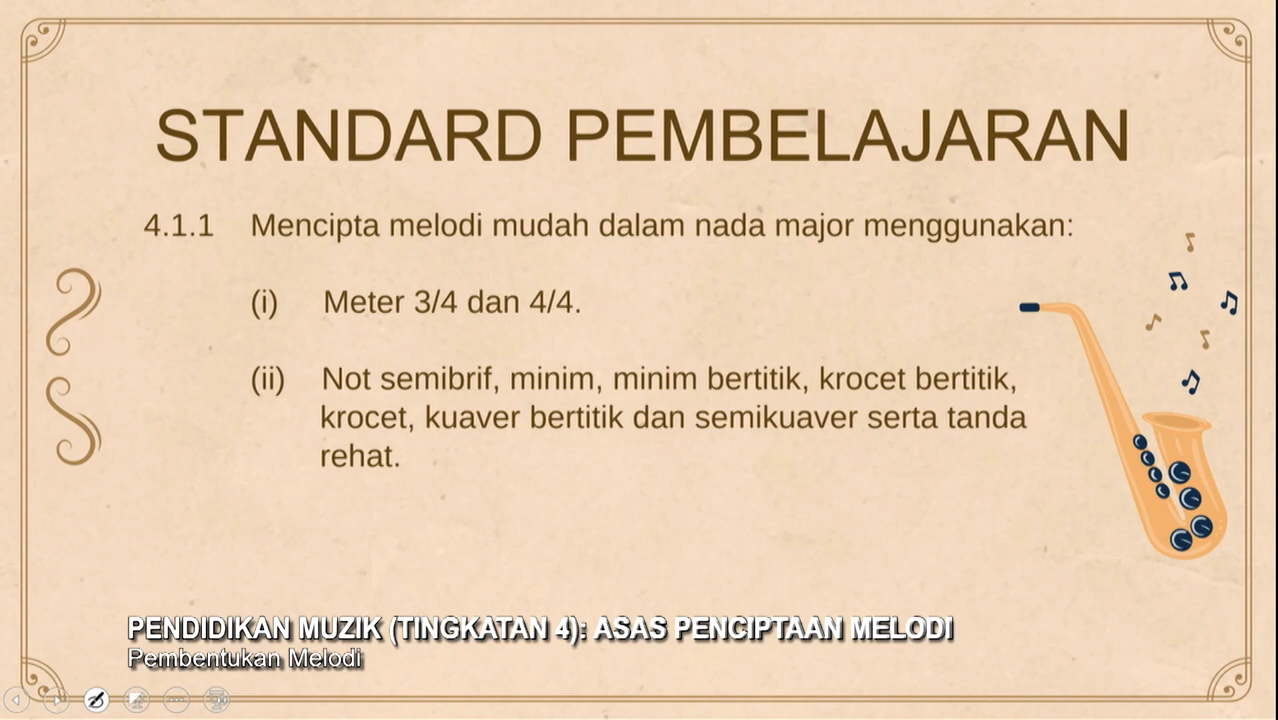 STANDARD PEMBELAJARAN
4.1.1 Mencipta melodi mudah dalam nada major menggunakan:
(i) Meter 3/4 dan 4/4.
(ii) Not semibrif, minim, minim bertitik, krocet bertitik,
krocet, kuaver bertitik dan semikuaver serta tanda
rehat.
PENDIDIKAN MUZIK (TINGKATAN 4): ASAS PENCIPTAAN MELODI
Pembentukan Melodi